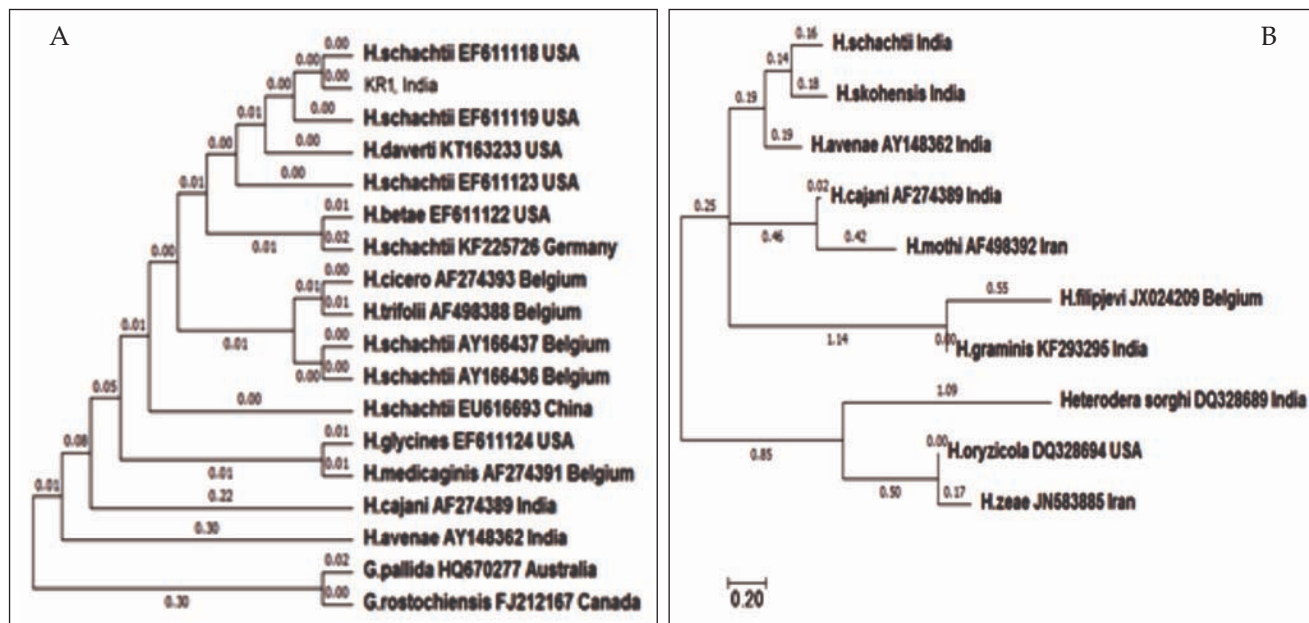 A
0.00
0.00
H.schachtii EF611118 USA
0.00
0.00
KR1, India
0.01
0.00
H.schachtii EF611119 USA
0.00
0.00
H.daverti KT163233 USA
0.01
0.00
H.schachtii EF611123 USA
0.01
H.betae EF611122 USA
0.00
0.01
0.02
H.schachtii KF225726 Germany
0.00
H.cicero AF274393 Belgium
0.01
0.01
0.01
H.trifolii AF498388 Belgium
0.01
0.00
H.schachtii AY166437 Belgium
0.05
0.00
0.00
H.schachtii AY166436 Belgium
0.00
H.schachtii EU616693 China
0.08
0.01
H.glycines EF611124 USA
0.01
0.01
0.01
H.medicaginis AF274391 Belgium
0.22
H.cajani AF274389 India
0.30
H.avenae AY148362 India
0.02
G.pallida HQ670277 Australia
0.30
0.00
G.rostochiensis FJ212167 Canada
B
0.16
H.schachtii India
0.14
0.18
H.skohensis India
0.19
0.19
H.avenae AY148362 India
0.02
H.cajani AF274389 India
0.25
0.46
0.42
H.mothi AF498392 Iran
0.55
H.filipjevi JX024209 Belgium
1.14
0.00
H.graminis KF293295 India
1.09
Heterodera sorghi DQ328689 India
0.85
0.00
H.oryzicola DQ328694 USA
0.50
0.17
H.zeae JN583885 Iran
0.20